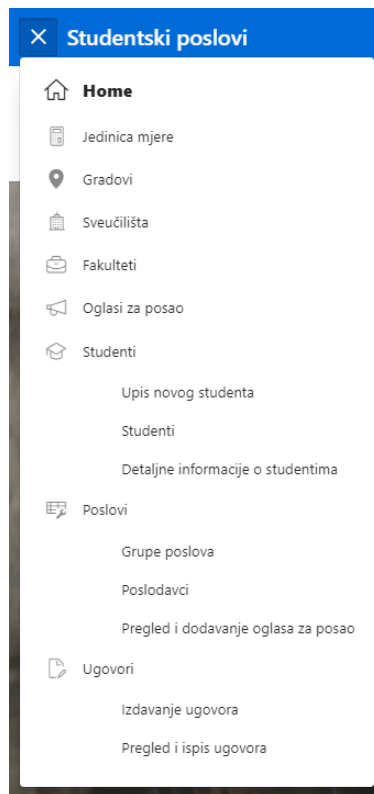 Studentski poslovi
Home
Jedinica mjere
Gradovi
Sveučilišta
Fakulteti
Oglasi za posao
Studenti
Upis novog studenta
Studenti
Detaljne informacije o studentima
Poslovi
Grupe poslova
Poslodavci
Pregled i dodavanje oglasa za posao
Ugovori
Izdavanje ugovora
Pregled i ispis ugovora